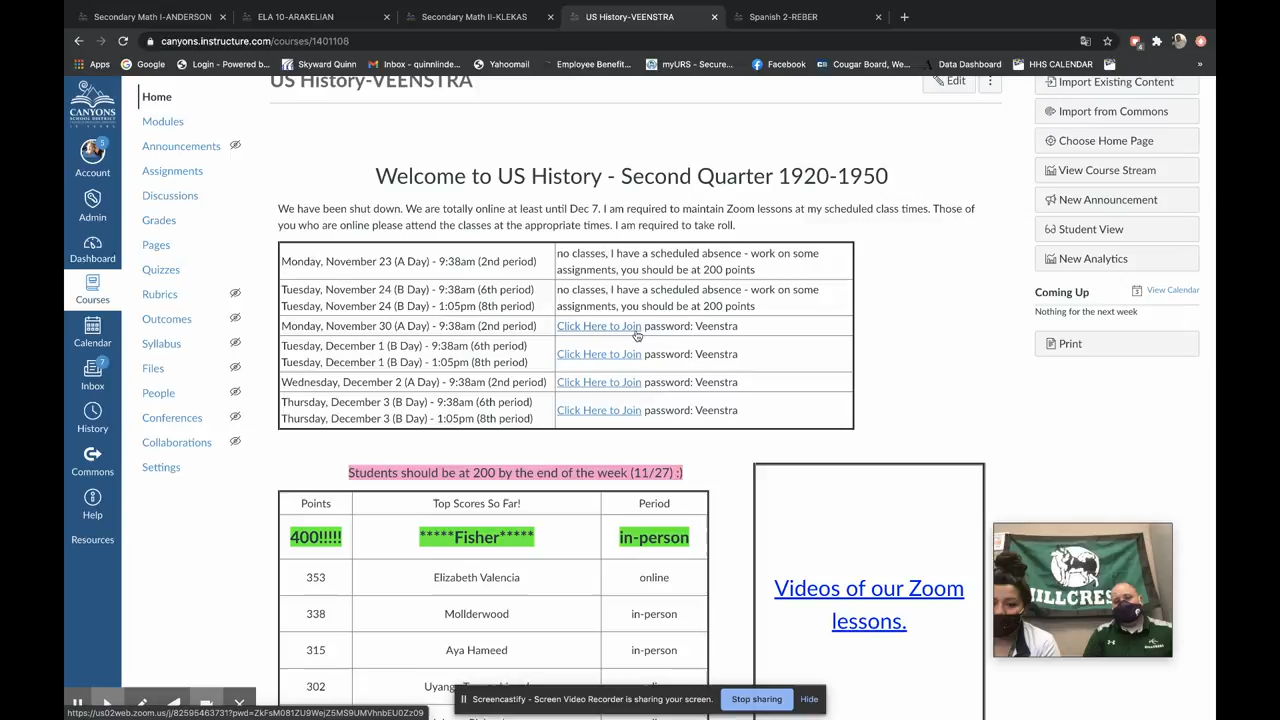 Secondary Math I-ANDERSON
ELA 10-ARAKELIAN
Secondary Math II-KLEKAS
US History-VEENSTRA
Spanish 2-REBER
canyons.instructure.com/courses/1401108
Apps
Google
Login - Powered b...
Skyward Quinn
Inbox - quinnlinde...
Yahoomail
Employee Benefit...
myURS - Secure...
Facebook
Cougar Board, We...
Data Dashboard
HHS CALENDAR
US History-VEENSTRA
Edit
CANYONS
SCHOOL DISTRICT
5
Account
Admin
Dashboard
Courses
Calendar
7
Inbox
History
Commons
Help
Resources
Home
Modules
Announcements
Assignments
Discussions
Grades
Pages
Quizzes
Rubrics
Outcomes
Syllabus
Files
People
Conferences
Collaborations
Settings
Welcome to US History - Second Quarter 1920-1950
We have been shut down. We are totally online at least until Dec 7. I am required to maintain Zoom lessons at my scheduled class times. Those of
you who are online please attend the classes at the appropriate times. I am required to take roll.
Monday, November 23 (A Day) - 9:38am (2nd period)
no classes, I have a scheduled absence - work on some
assignments, you should be at 200 points
Tuesday, November 24 (B Day) - 9:38am (6th period)
Tuesday, November 24 (B Day) - 1:05pm (8th period)
no classes, I have a scheduled absence - work on some
assignments, you should be at 200 points
Monday, November 30 (A Day) - 9:38am (2nd period)
Click Here to Join password: Veenstra
Tuesday, December 1 (B Day) - 9:38am (6th period)
Tuesday, December 1 (B Day) - 1:05pm (8th period)
Click Here to Join password: Veenstra
Wednesday, December 2 (A Day) - 9:38am (2nd period)
Click Here to Join password: Veenstra
Thursday, December 3 (B Day) - 9:38am (6th period)
Thursday, December 3 (B Day) - 1:05pm (8th period)
Click Here to Join password: Veenstra
Students should be at 200 by the end of the week (11/27) :)
Points Top Scores So Far! Period
400!!!!! *****Fisher***** in-person
353 Elizabeth Valencia online
338 Mollderwood in-person
315 Aya Hameed in-person
302
Videos of our Zoom
lessons.
Import Existing Content
Import from Commons
Choose Home Page
View Course Stream
New Announcement
Student View
New Analytics
Coming Up
View Calendar
Nothing for the next week
Print
Screencastify - Screen Video Recorder is sharing your screen.
Stop sharing
Hide